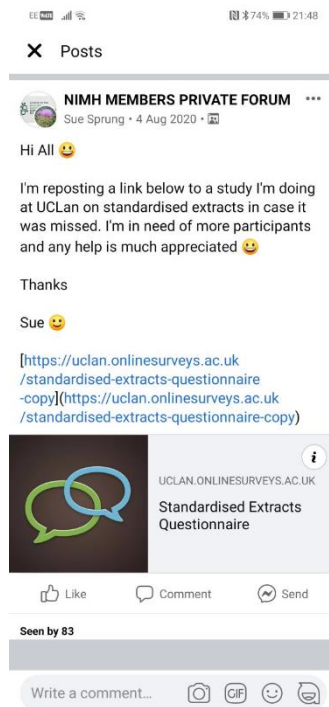 EE VoLTE 74% 21:48
X Posts
NIMH MEMBERS PRIVATE FORUM ...
Sue Sprung • 4 Aug 2020 •
Hi All 😀
I'm reposting a link below to a study I'm doing
at UCLan on standardised extracts in case it
was missed. I'm in need of more participants
and any help is much appreciated 😀
Thanks
Sue 🙂
[https://uclan.onlinesurveys.ac.uk
/standardised-extracts-questionnaire
-copy](https://uclan.onlinesurveys.ac.uk
/standardised-extracts-questionnaire-copy)
i
UCLAN.ONLINESURVEYS.AC.UK
Standardised Extracts
Questionnaire
Like Comment Send
Seen by 83
Write a comment... GIF